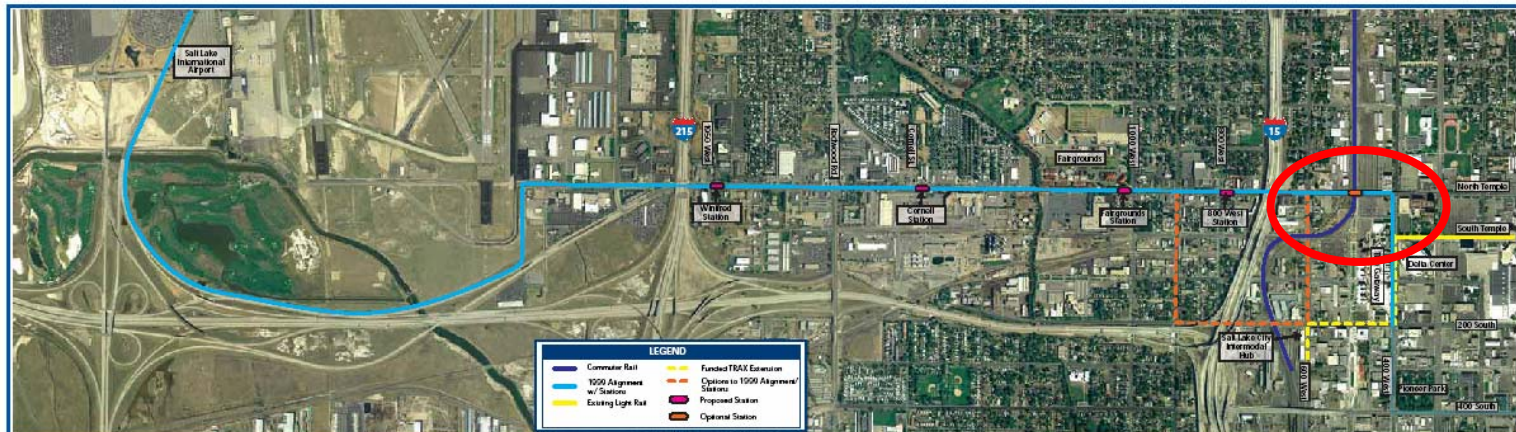 Salt Lake
International
Airport
215
1950 West
Winifred
Station
Redwood Rd
Cornell St.
Cornell
Station
Fairgrounds
1000 West
Fairgrounds
Station
800 West
800 West
Station
15
North Temple
South Temple
Delta Center
Gateway
200 South
Salt Lake City
Intermodal
Hub
600 West
400 West
Pioneer Park
400 South
LEGEND
Commuter Rail
1999 Alignment
w/ Stations
Existing Light Rail
Funded TRAX Extension
Options to 1999 Alignment/
Stations
Proposed Station
Optional Station